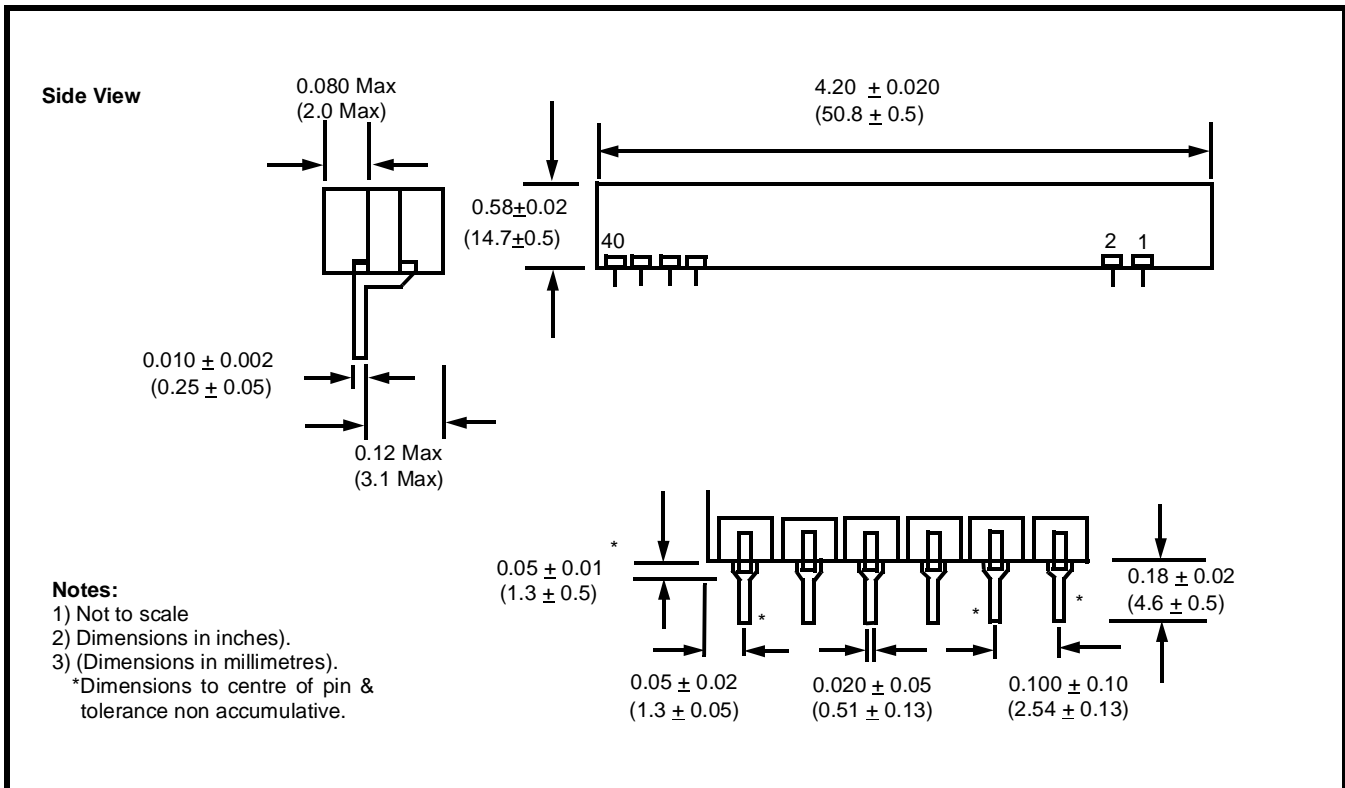 Side View
0.080 Max
(2.0 Max)
4.20 ± 0.020
(50.8 ± 0.5)
0.58±0.02
(14.7±0.5)
40
2
1
0.010 ± 0.002
(0.25 ± 0.05)
0.12 Max
(3.1 Max)
*
0.05 ± 0.01
(1.3 ± 0.5)
0.18 ± 0.02
(4.6 ± 0.5)
*
*
*
0.05 ± 0.02
(1.3 ± 0.05)
0.020 ± 0.05
(0.51 ± 0.13)
0.100 ± 0.10
(2.54 ± 0.13)
Notes:
1) Not to scale
2) Dimensions in inches).
3) (Dimensions in millimetres).
*Dimensions to centre of pin &
tolerance non accumulative.